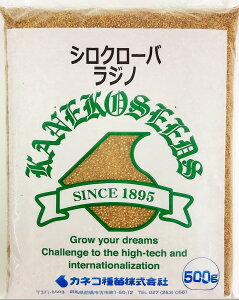 シロクローバ
ラジノ
KANEKOSEEDS
SINCE 1895
Grow your dreams
Challenge to the high-tech and
internationalization
カネコ種苗株式会社
500g